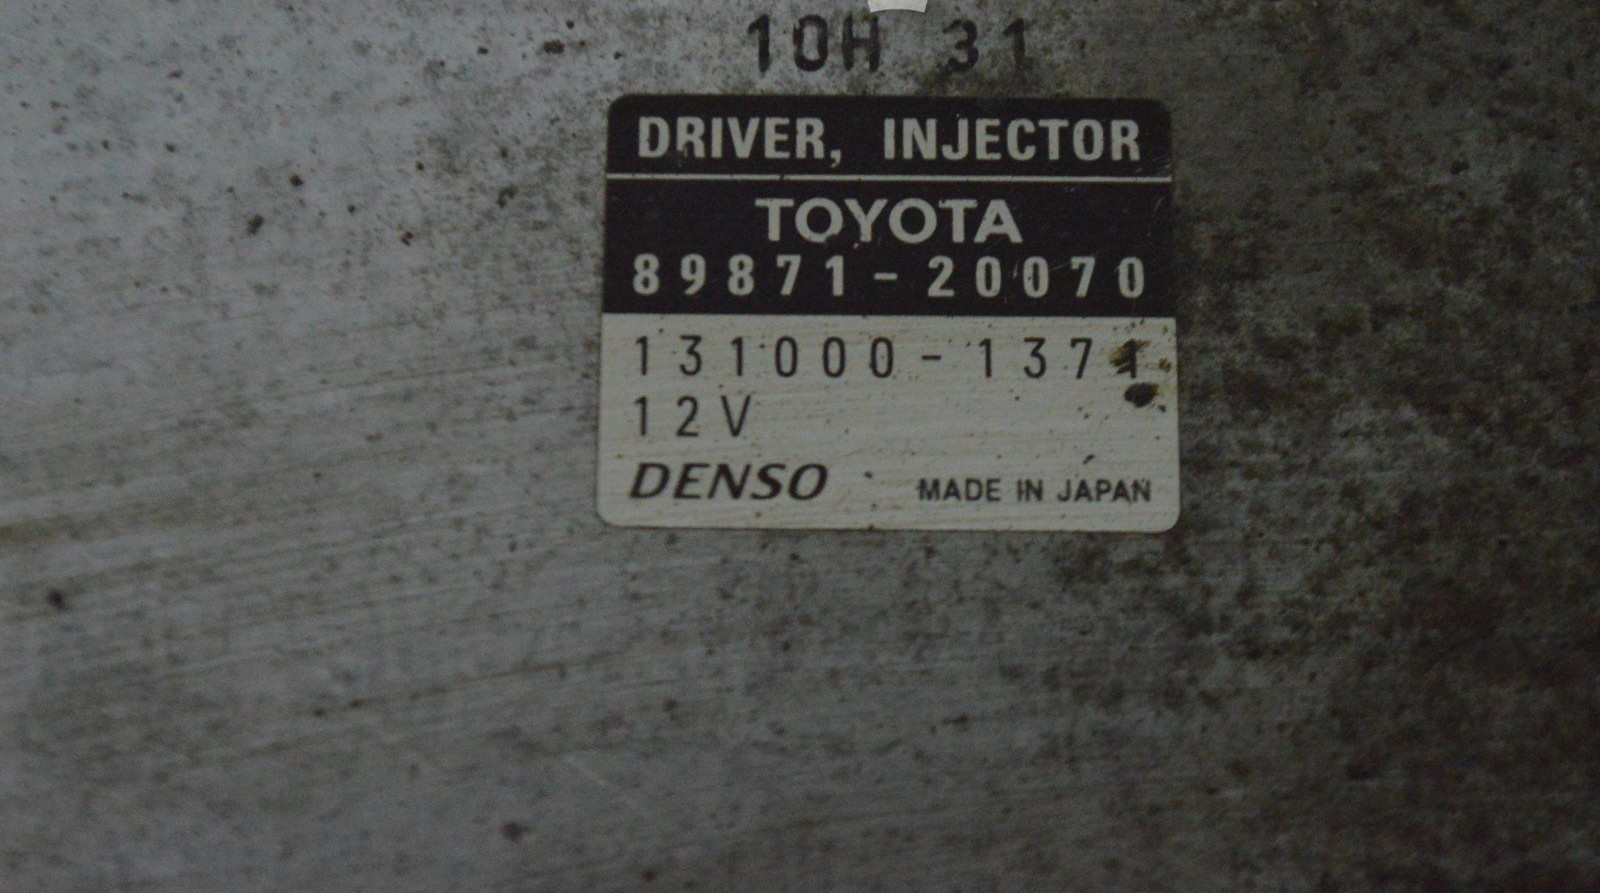 10H 31
DRIVER, INJECTOR
TOYOTA
89871-20070
131000-1371
12V
DENSO MADE IN JAPAN